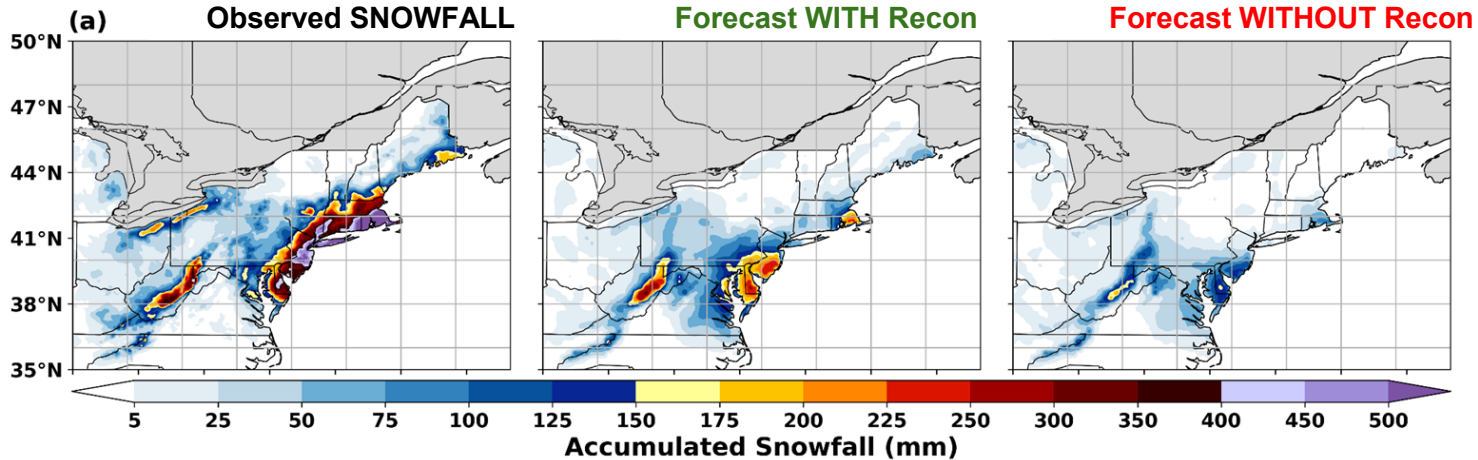 (a) Observed SNOWFALL Forecast WITH Recon Forecast WITHOUT Recon
50°N
47°N
44°N
41°N
38°N
35°N
5 25 50 75 100 125 150 175 200 225 250 300 350 400 450 500
Accumulated Snowfall (mm)